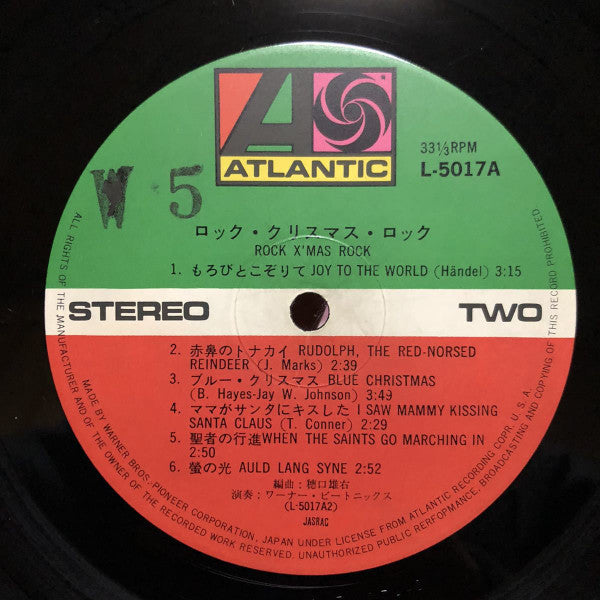 ATLANTIC
33⅓RPM
L-5017A
W 5
ロック・クリスマス・ロック
ROCK X'MAS ROCK
1. もろびとこぞりて JOY TO THE WORLD (Händel) 3:15
STEREO TWO
2. 赤鼻のトナカイ RUDOLPH, THE RED-NORSED
REINDEER (J. Marks) 2:39
3. ブルー・クリスマス BLUE CHRISTMAS
(B. Hayes-Jay W. Johnson) 3:49
4. ママがサンタにキスした I SAW MAMMY KISSING
SANTA CLAUS (T. Conner) 2:29
5. 聖者の行進 WHEN THE SAINTS GO MARCHING IN
2:50
6. 螢の光 AULD LANG SYNE 2:52
編曲：穂口雄右
演奏：ワーナー・ビートニックス
(L-5017A2)
JASRAC
MADE BY WARNER BROS.-PIONEER CORPORATION, JAPAN UNDER LICENSE FROM ATLANTIC RECORDING CORP. U.S.A.
ALL RIGHTS OF THE MANUFACTURER AND OF THE OWNER OF THE RECORDED WORK RESERVED. UNAUTHORIZED PUBLIC PERFORMANCE, BROADCASTING AND COPYING OF THIS RECORD PROHIBITED.